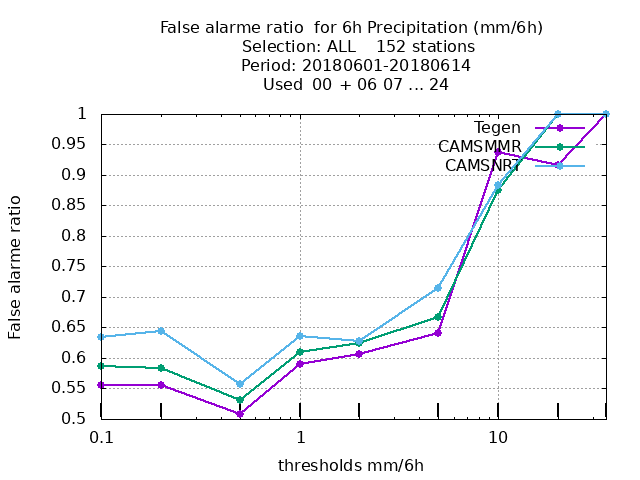 False alarme ratio  for 6h Precipitation (mm/6h)
Selection: ALL    152 stations
Period: 20180601-20180614
Used  00 + 06 07 ... 24
Tegen
CAMSMMR
CAMSNRT
False alarme ratio
1
0.95
0.9
0.85
0.8
0.75
0.7
0.65
0.6
0.55
0.5
0.1 1 10
thresholds mm/6h